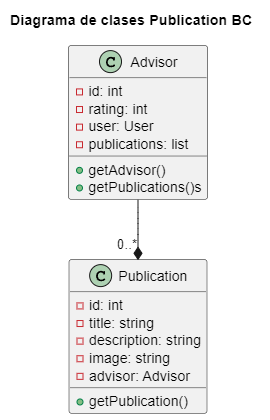 Diagrama de clases Publication BC
C Advisor
id: int
rating: int
user: User
publications: list
getAdvisor()
getPublications()s
0..*
C Publication
id: int
title: string
description: string
image: string
advisor: Advisor
getPublication()